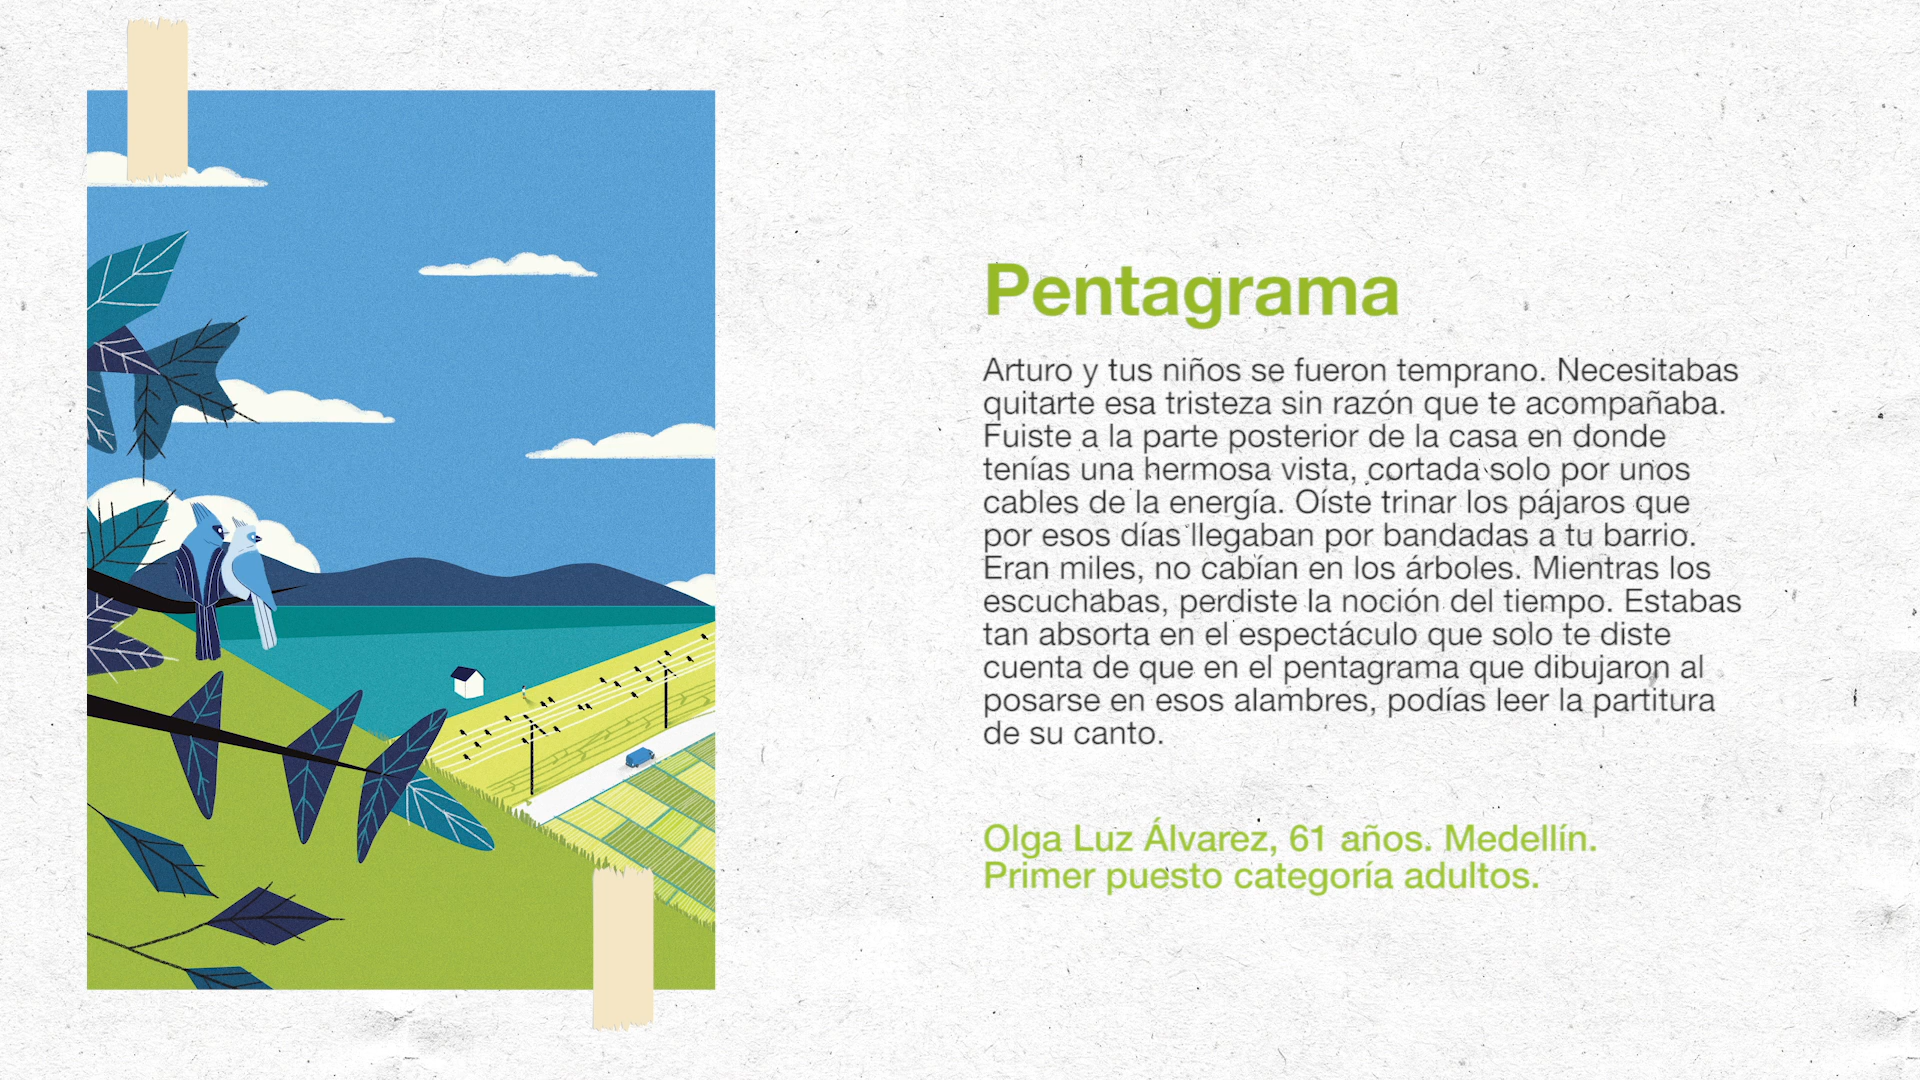 Pentagrama
Arturo y tus niños se fueron temprano. Necesitabas
quitarte esa tristeza sin razón que te acompañaba.
Fuiste a la parte posterior de la casa en donde
tenías una hermosa vista, cortada solo por unos
cables de la energía. Oíste trinar los pájaros que
por esos días llegaban por bandadas a tu barrio.
Eran miles, no cabían en los árboles. Mientras los
escuchabas, perdiste la noción del tiempo. Estabas
tan absorta en el espectáculo que solo te diste
cuenta de que en el pentagrama que dibujaron al
posarse en esos alambres, podías leer la partitura
de su canto.
Olga Luz Álvarez, 61 años. Medellín.
Primer puesto categoría adultos.